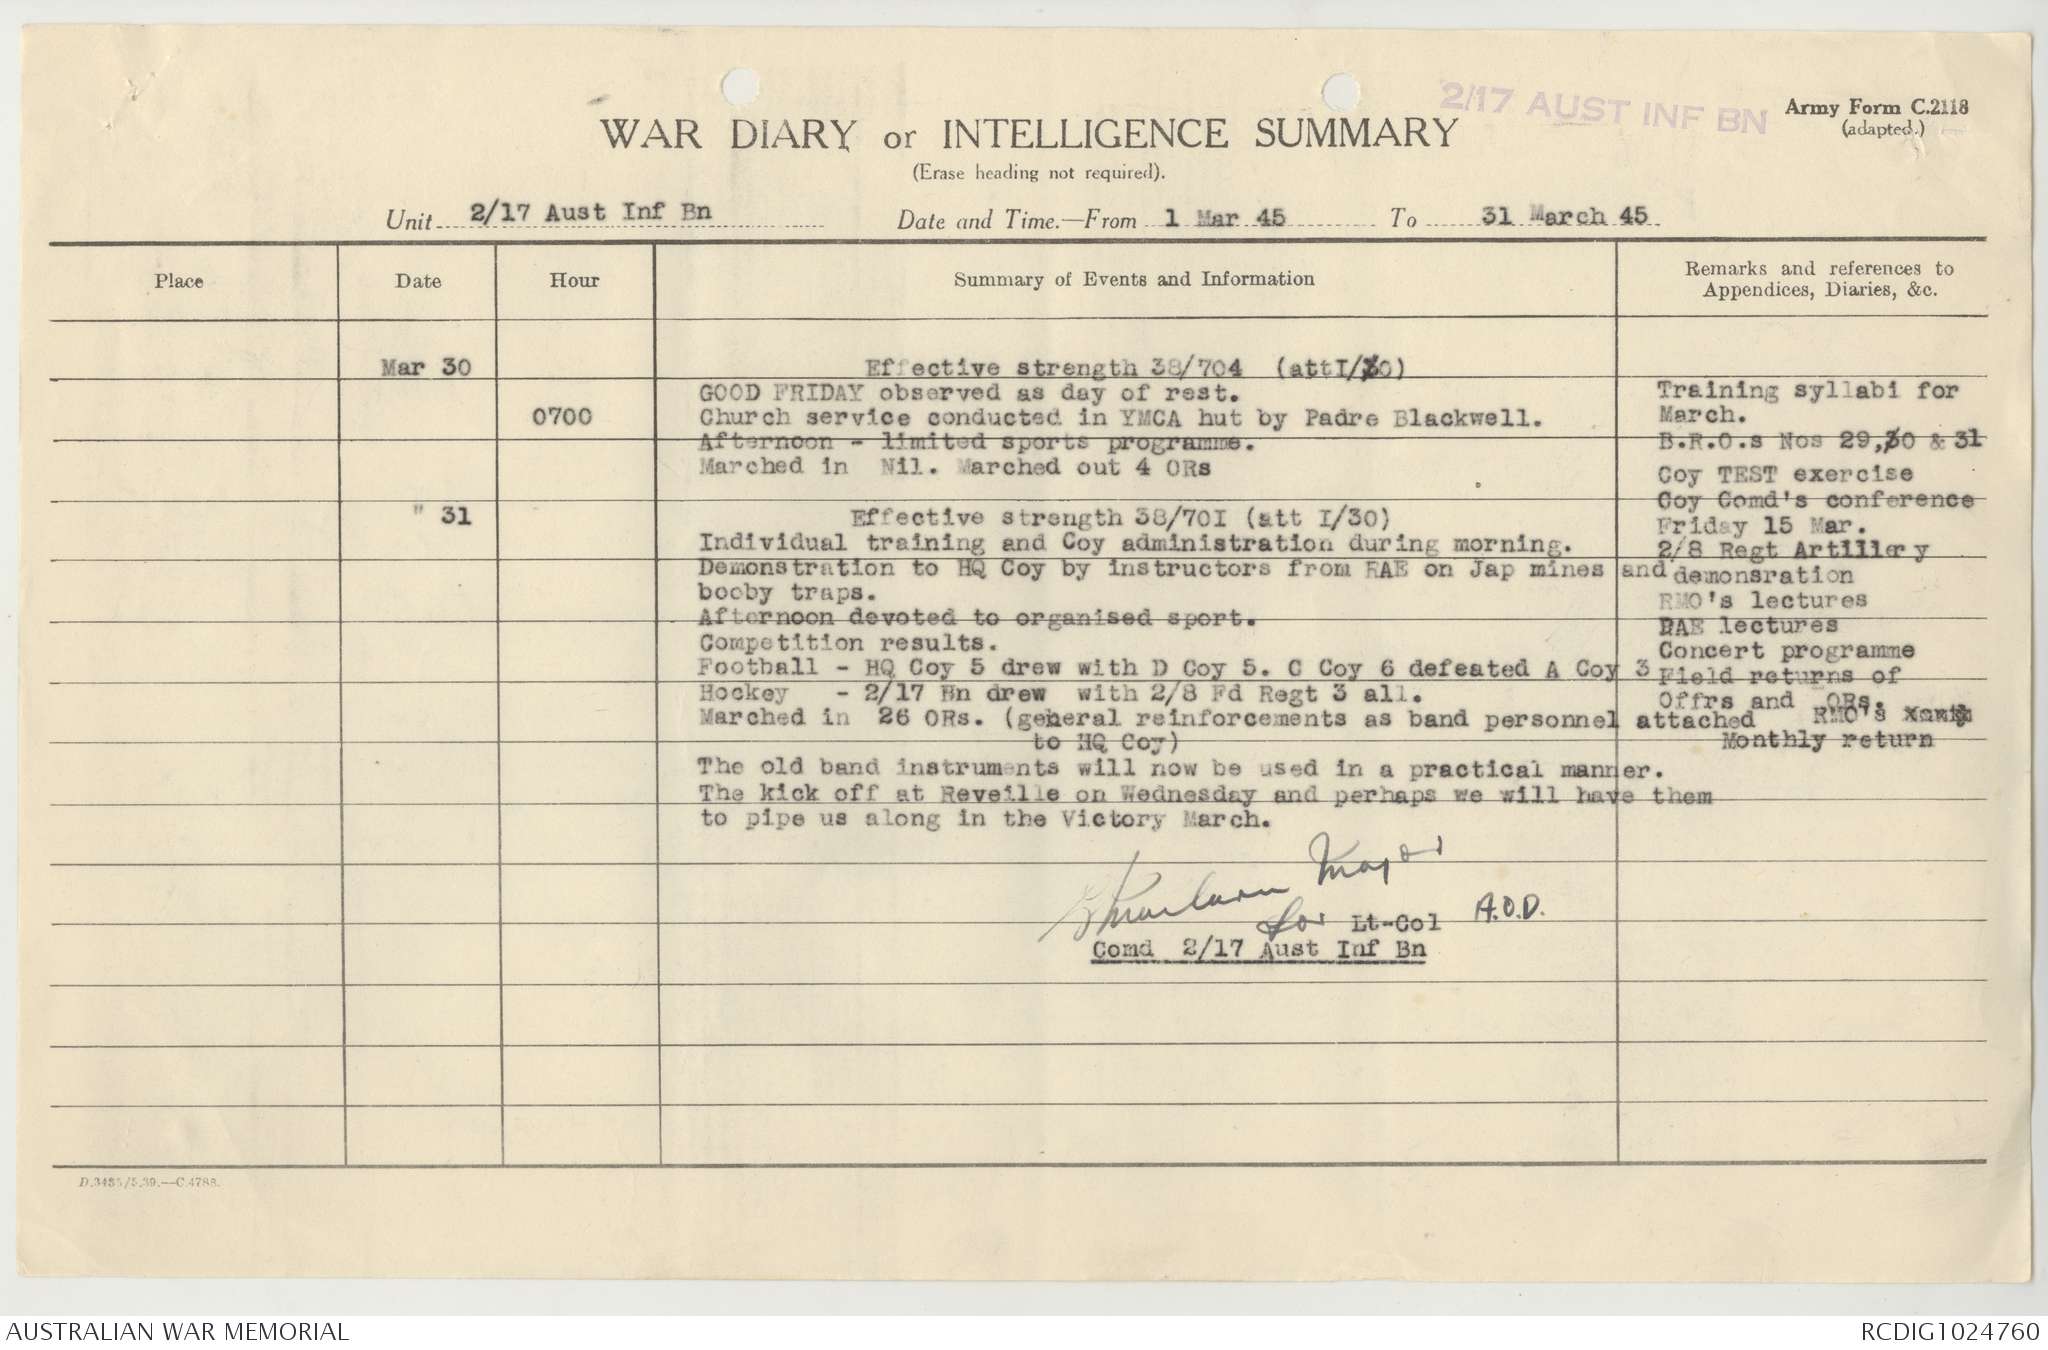 2/17 AUST INF BN
Army Form C.2118
(adapted.)
WAR DIARY or INTELLIGENCE SUMMARY
(Erase heading not required).
Unit 2/17 Aust Inf Bn Date and Time.—From 1 Mar 45 To 31 March 45
Place Date Hour Summary of Events and Information Remarks and references to
Appendices, Diaries, &c.
Mar 30 Effective strength 38/704 (attI/30)
GOOD FRIDAY observed as day of rest.
0700 Church service conducted in YMCA hut by Padre Blackwell.
Afternoon - limited sports programme.
Marched in Nil. Marched out 4 ORs
" 31 Effective strength 38/70I (att I/30)
Individual training and Coy administration during morning.
Demonstration to HQ Coy by instructors from RAE on Jap mines and
booby traps.
Afternoon devoted to organised sport.
Competition results.
Football - HQ Coy 5 drew with D Coy 5. C Coy 6 defeated A Coy 3
Hockey - 2/17 Bn drew with 2/8 Fd Regt 3 all.
Marched in 26 ORs. (general reinforcements as band personnel attached
to HQ Coy)
The old band instruments will now be used in a practical manner.
The kick off at Reveille on Wednesday and perhaps we will have them
to pipe us along in the Victory March.
Training syllabi for
March.
B.R.O.s Nos 29,30 & 31
Coy TEST exercise
Coy Comd's conference
Friday 15 Mar.
2/8 Regt Artillery
demonsration
RMO's lectures
RAE lectures
Concert programme
Field returns of
Offrs and ORs.
RMO's
Monthly return
Major
for Lt-Col A.O.D.
Comd 2/17 Aust Inf Bn
D.3435/5.39.—C.4788.
AUSTRALIAN WAR MEMORIAL
RCDIG1024760